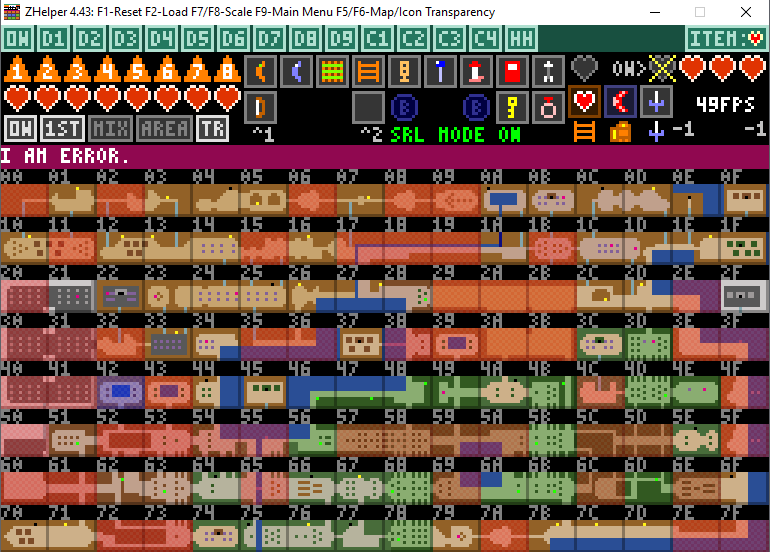 ZHelper 4.43: F1-Reset F2-Load F7/F8-Scale F9-Main Menu F5/F6-Map/Icon Transparency
OW D1 D2 D3 D4 D5 D6 D7 D8 D9 C1 C2 C3 C4 HH ITEM:
1 2 3 4 5 6 7 8 OW>
B B 49FPS
OW 1ST MIX AREA TR ^1 ^2 SRL MODE OW -1 -1
I AM ERROR.
00 01 02 03 04 05 06 07 08 09 0A 0B 0C 0D 0E 0F
10 11 12 13 14 15 16 17 18 19 1A 1B 1C 1D 1E 1F
20 21 22 23 24 25 26 27 28 29 2A 2B 2C 2D 2E 2F
30 31 32 33 34 35 36 37 38 39 3A 3B 3C 3D 3E 3F
40 41 42 43 44 45 46 47 48 49 4A 4B 4C 4D 4E 4F
50 51 52 53 54 55 56 57 58 59 5A 5B 5C 5D 5E 5F
60 61 62 63 64 65 66 67 68 69 6A 6B 6C 6D 6E 6F
70 71 72 73 74 75 76 77 78 79 7A 7B 7C 7D 7E 7F